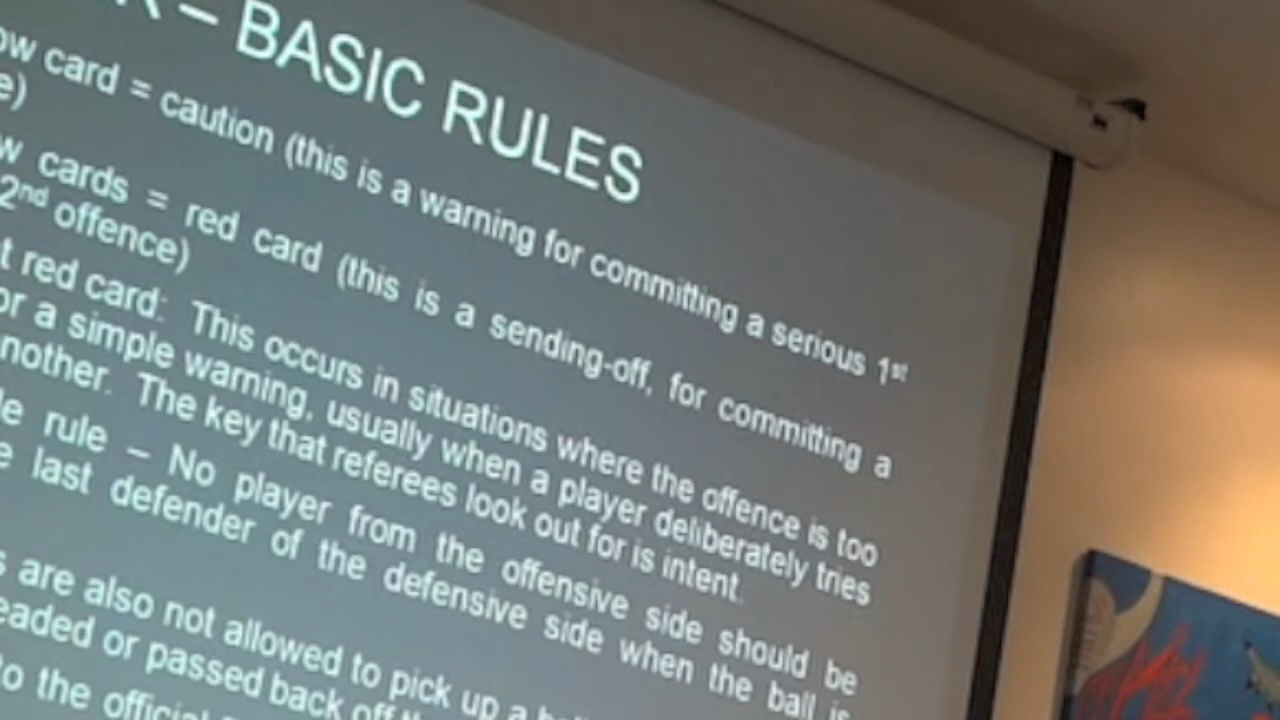 – BASIC RULES
ow card = caution (this is a warning for committing a serious 1st
e)
w cards = red card (this is a sending-off, for committing a
2nd offence)
t red card: This occurs in situations where the offence is too
or a simple warning, usually when a player deliberately tries
nother. The key that referees look out for is intent.
le rule – No player from the offensive side should be
e last defender of the defensive side when the ball is
s are also not allowed to pick up a
eaded or passed back off
to the official